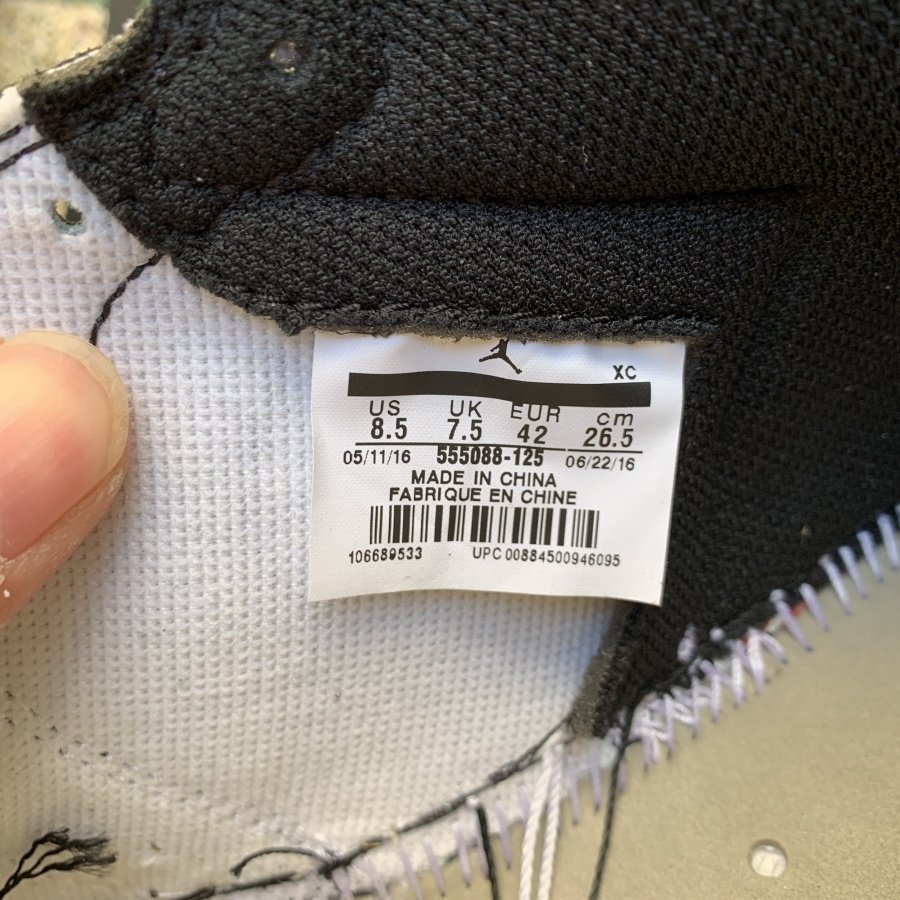 XC
US UK EUR cm
8.5 7.5 42 26.5
05/11/16 555088-125 06/22/16
MADE IN CHINA
FABRIQUE EN CHINE
106689533 UPC 00884500946095